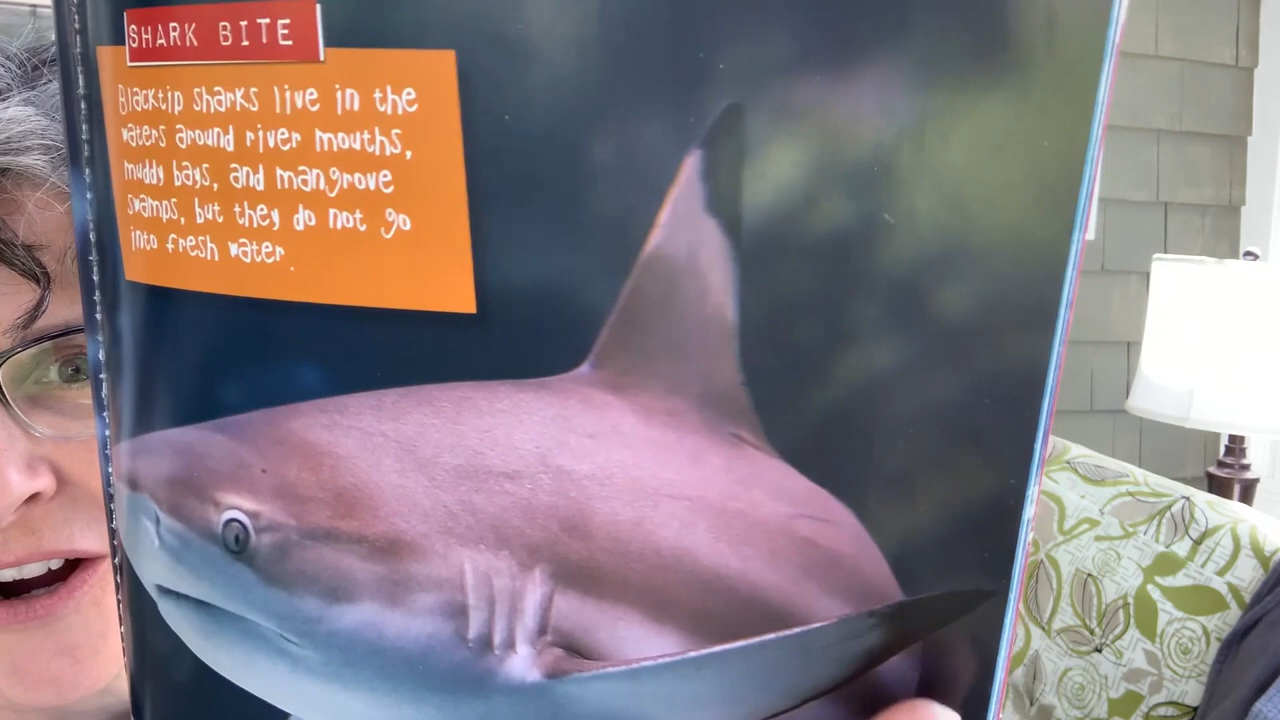 SHARK BITE
Blacktip sharks live in the
waters around river mouths,
muddy bays, and mangrove
swamps, but they do not go
into fresh water.